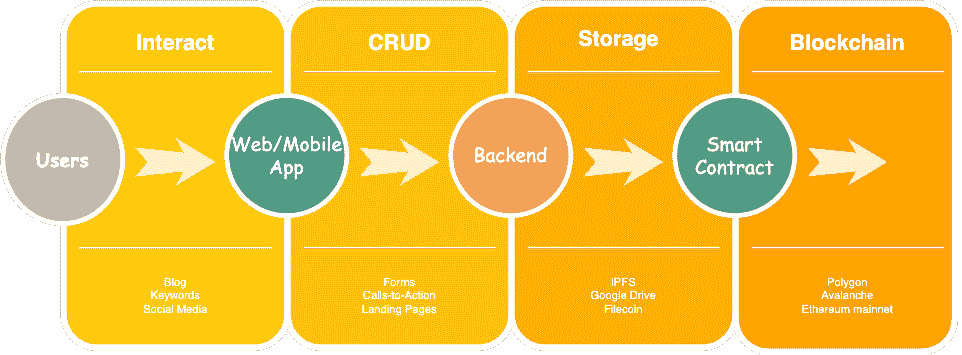 Interact
CRUD
Storage
Blockchain
Users
Web/Mobile
App
Backend
Smart
Contract
Blog
Keywords
Social Media
Forms
Calls-to-Action
Landing Pages
IPFS
Google Drive
Filecoin
Polygon
Avalanche
Ethereum mainnet